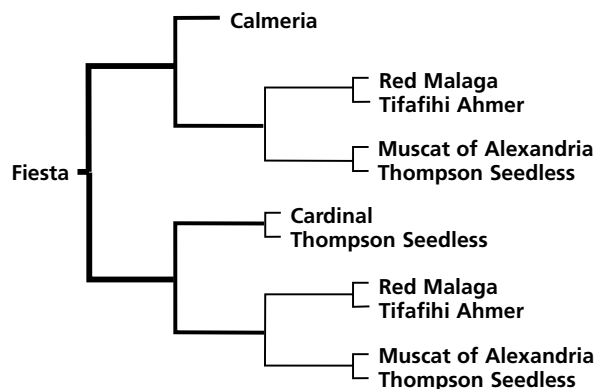 Calmeria
Red Malaga
Tifafihi Ahmer
Muscat of Alexandria
Thompson Seedless
Fiesta
Cardinal
Thompson Seedless
Red Malaga
Tifafihi Ahmer
Muscat of Alexandria
Thompson Seedless